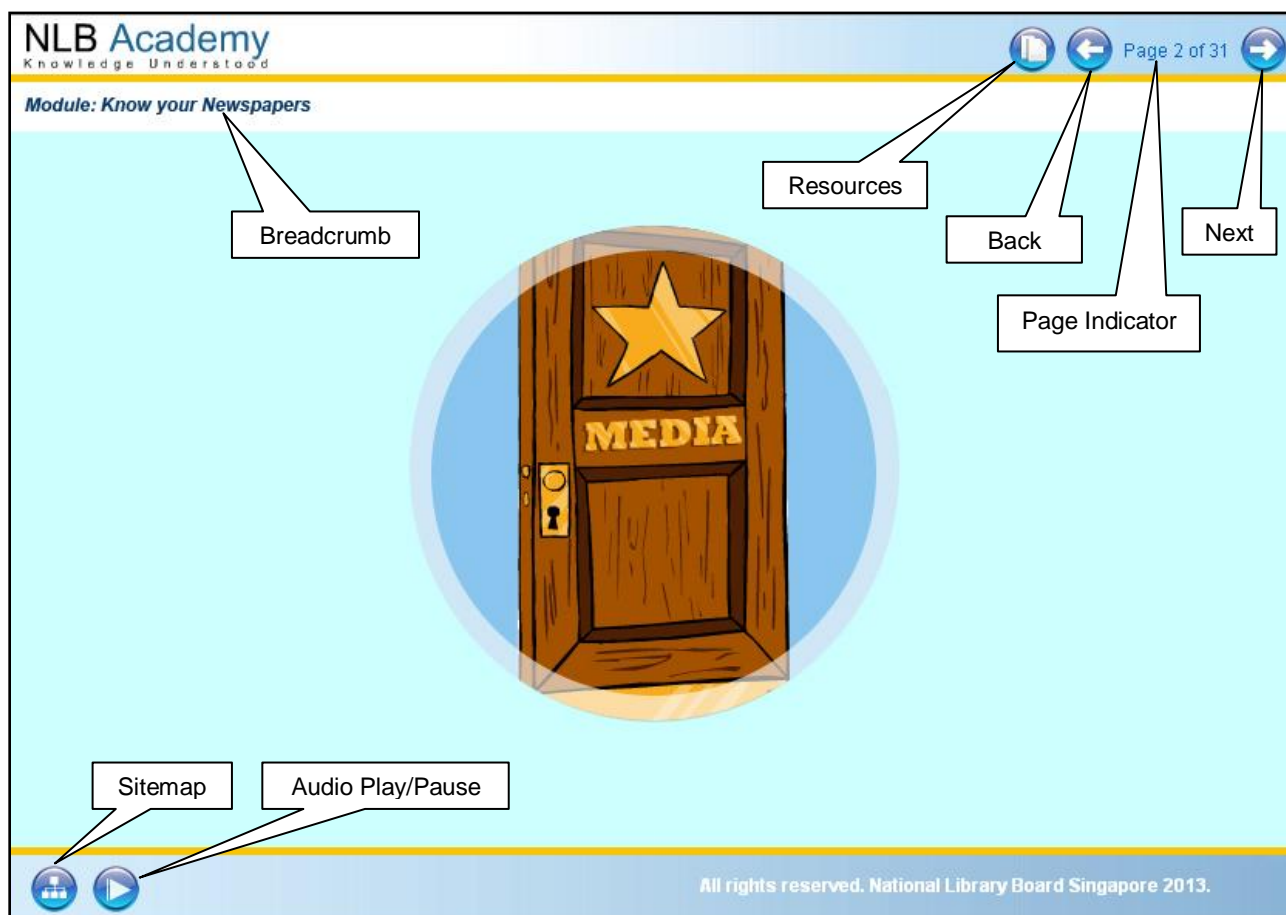 NLB Academy
Knowledge Understood
Page 2 of 31
Module: Know your Newspapers
Resources
Breadcrumb
Back
Next
Page Indicator
MEDIA
Sitemap
Audio Play/Pause
All rights reserved. National Library Board Singapore 2013.